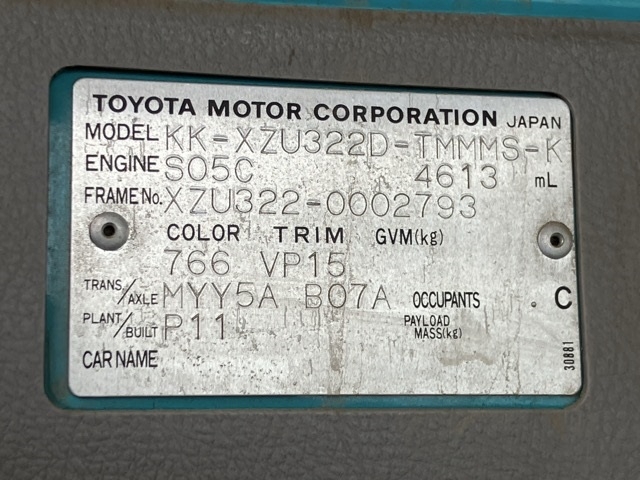 TOYOTA MOTOR CORPORATION JAPAN
MODEL KK-XZU322D-TMMMS-K
ENGINE S05C 4613 mL
FRAME No. XZU322-0002793
COLOR TRIM GVM(kg)
766 VP15
TRANS/AXLE MYY5A B07A OCCUPANTS . C
PLANT/BUILT P11 PAYLOAD MASS(kg)
CAR NAME
30881